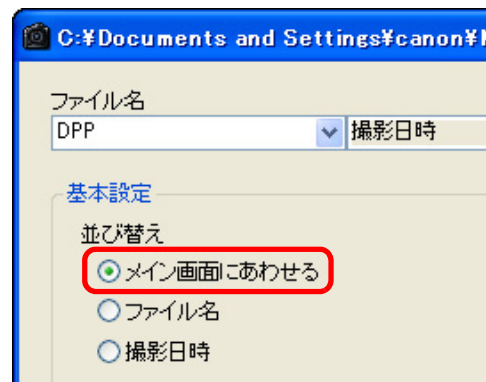 C:¥Documents and Settings¥canon¥
ファイル名
DPP 撮影日時
基本設定
並び替え
メイン画面にあわせる
ファイル名
撮影日時